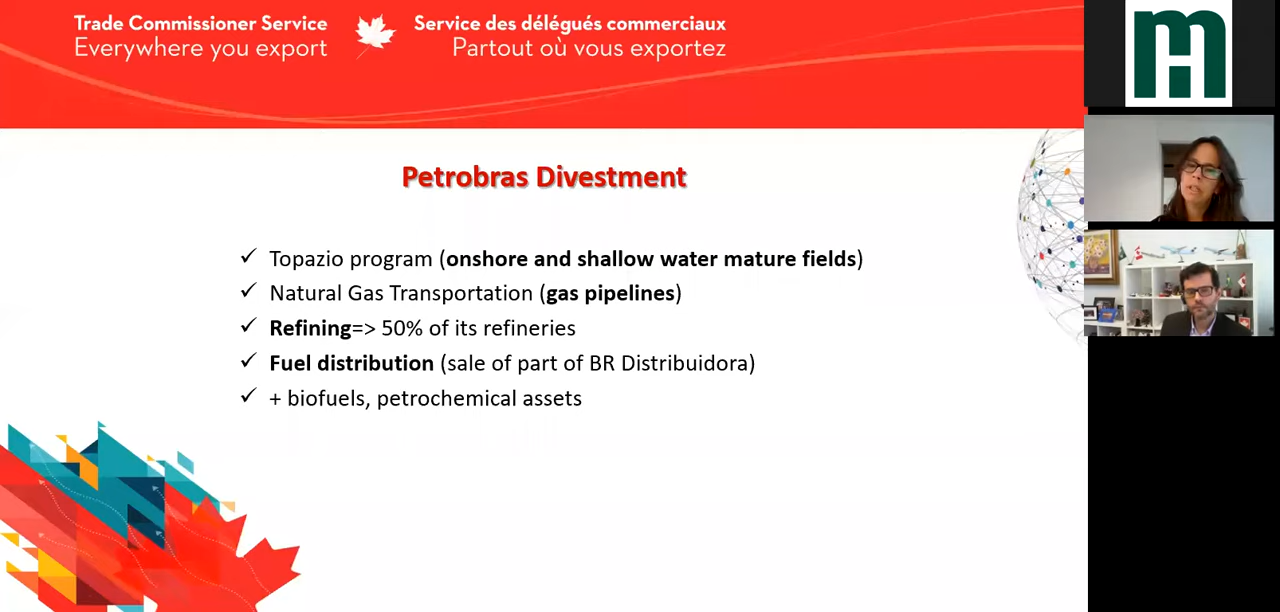 Trade Commissioner Service
Everywhere you export
Service des délégués commerciaux
Partout où vous exportez
Petrobras Divestment
✓ Topazio program (onshore and shallow water mature fields)
✓ Natural Gas Transportation (gas pipelines)
✓ Refining=> 50% of its refineries
✓ Fuel distribution (sale of part of BR Distribuidora)
✓ + biofuels, petrochemical assets